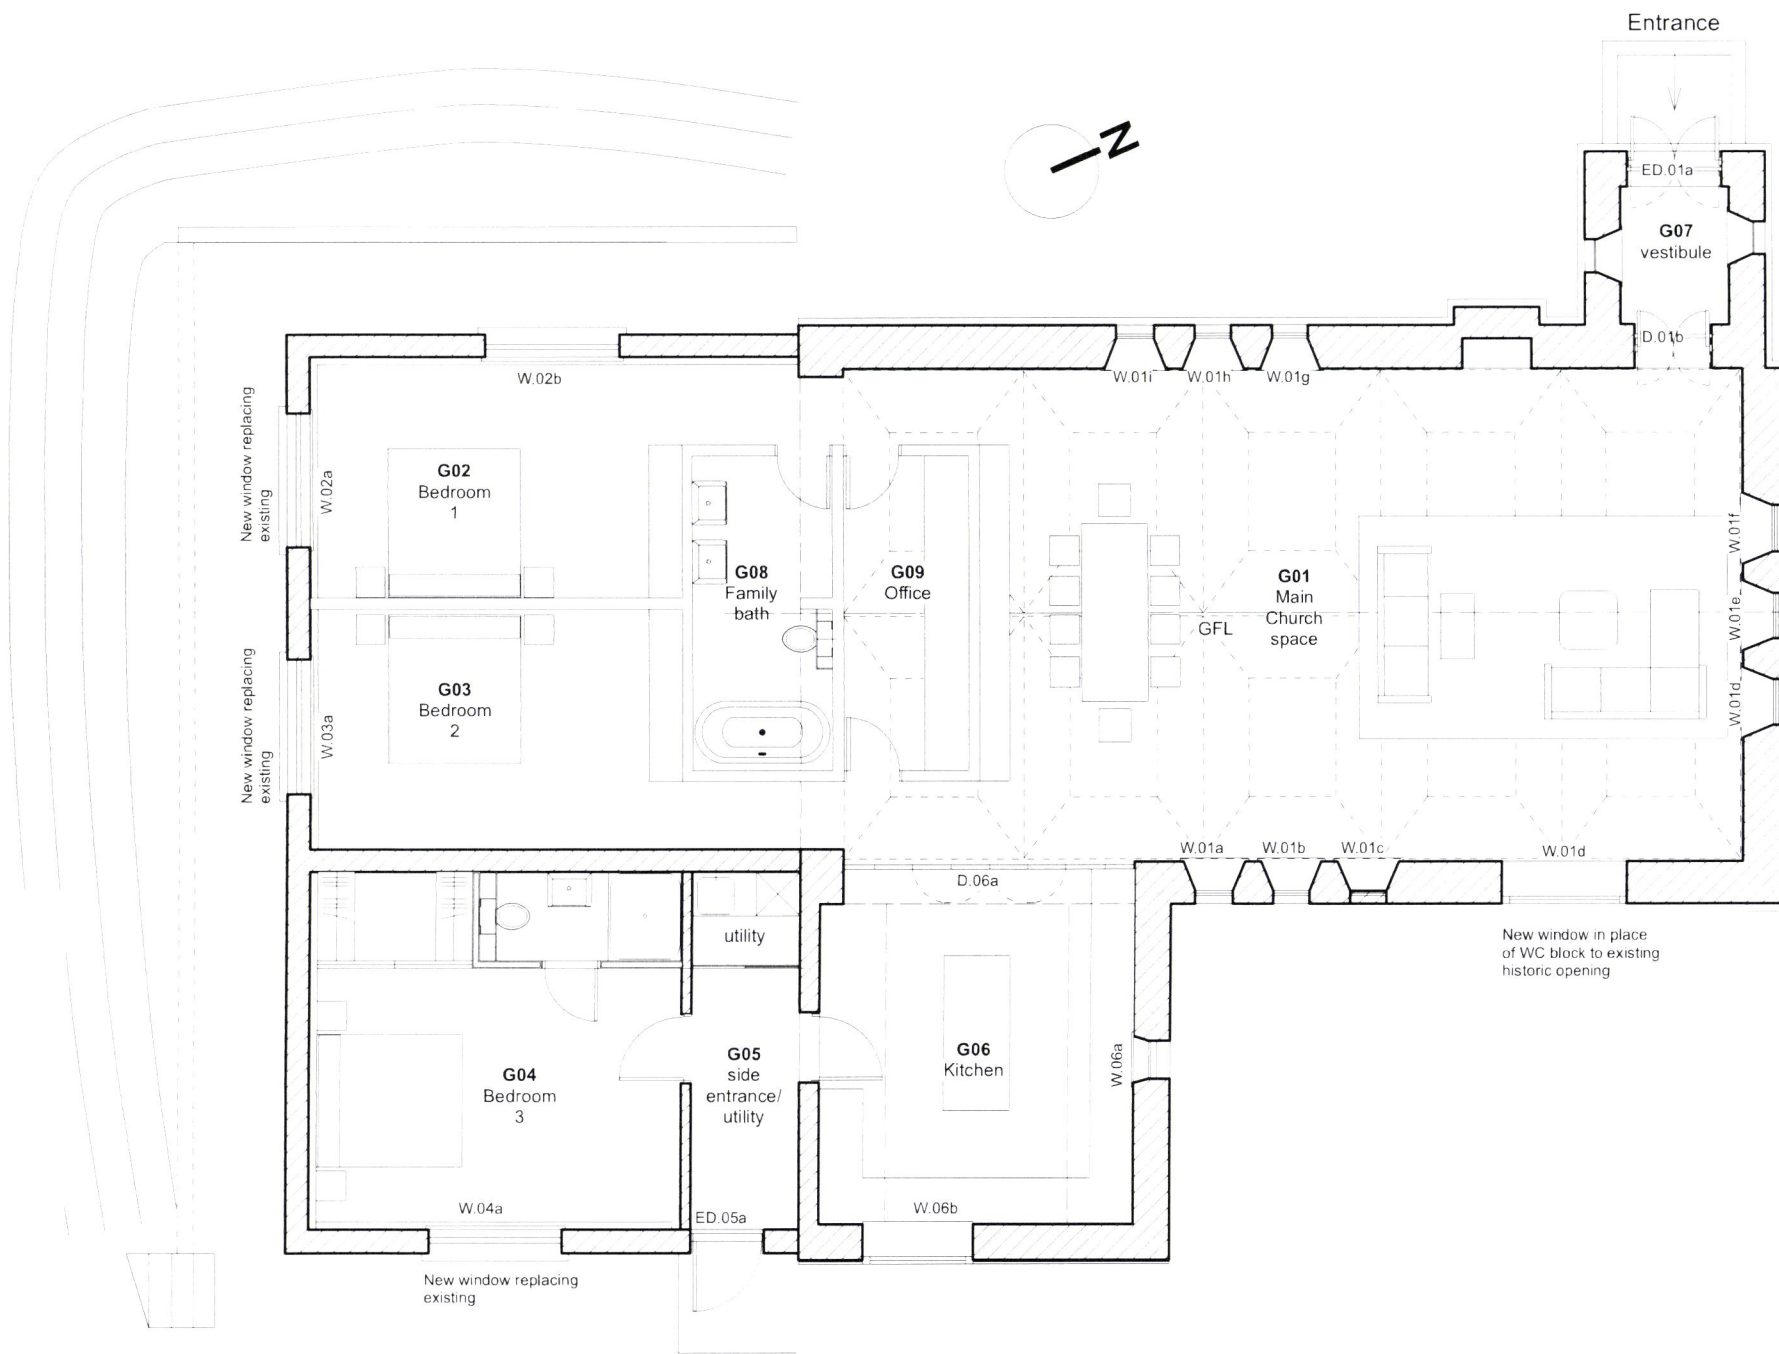 Entrance
N
ED.01a
G07
vestibule
D.01b
W.02b
W.01i
W.01h
W.01g
New window replacing
existing
W.02a
G02
Bedroom
1
G08
Family
bath
G09
Office
G01
Main
Church
space
GFL
W.01f
W.01e
W.01d
New window replacing
existing
W.03a
G03
Bedroom
2
W.01a
W.01b
W.01c
W.01d
D.06a
utility
New window in place
of WC block to existing
historic opening
G04
Bedroom
3
G05
side
entrance/
utility
G06
Kitchen
W.06a
W.04a
ED.05a
W.06b
New window replacing
existing